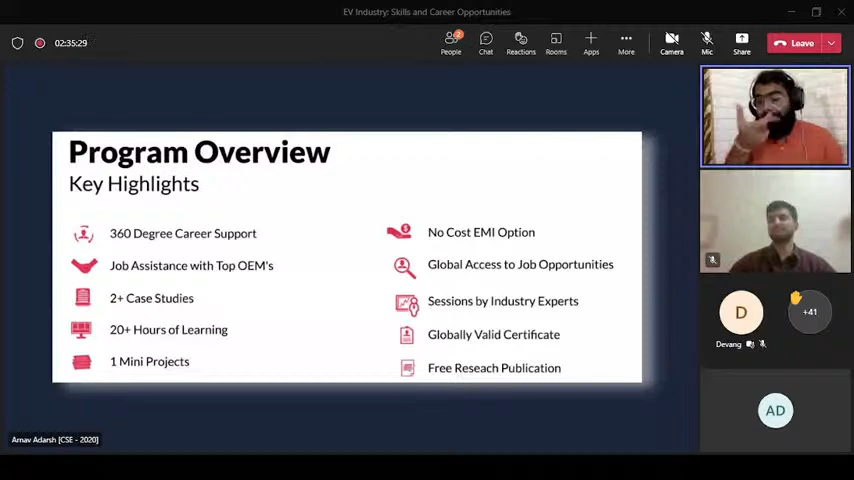 EV Industry: Skills and Career Opportunities
02:35:29
2
People
Chat
Reactions
Rooms
Apps
More
Camera
Mic
Share
Leave
Program Overview
Key Highlights
360 Degree Career Support
Job Assistance with Top OEM's
2+ Case Studies
20+ Hours of Learning
1 Mini Projects
No Cost EMI Option
Global Access to Job Opportunities
Sessions by Industry Experts
Globally Valid Certificate
Free Reseach Publication
D
Devang
+41
AD
Arnav Adarsh [CSE - 2020]